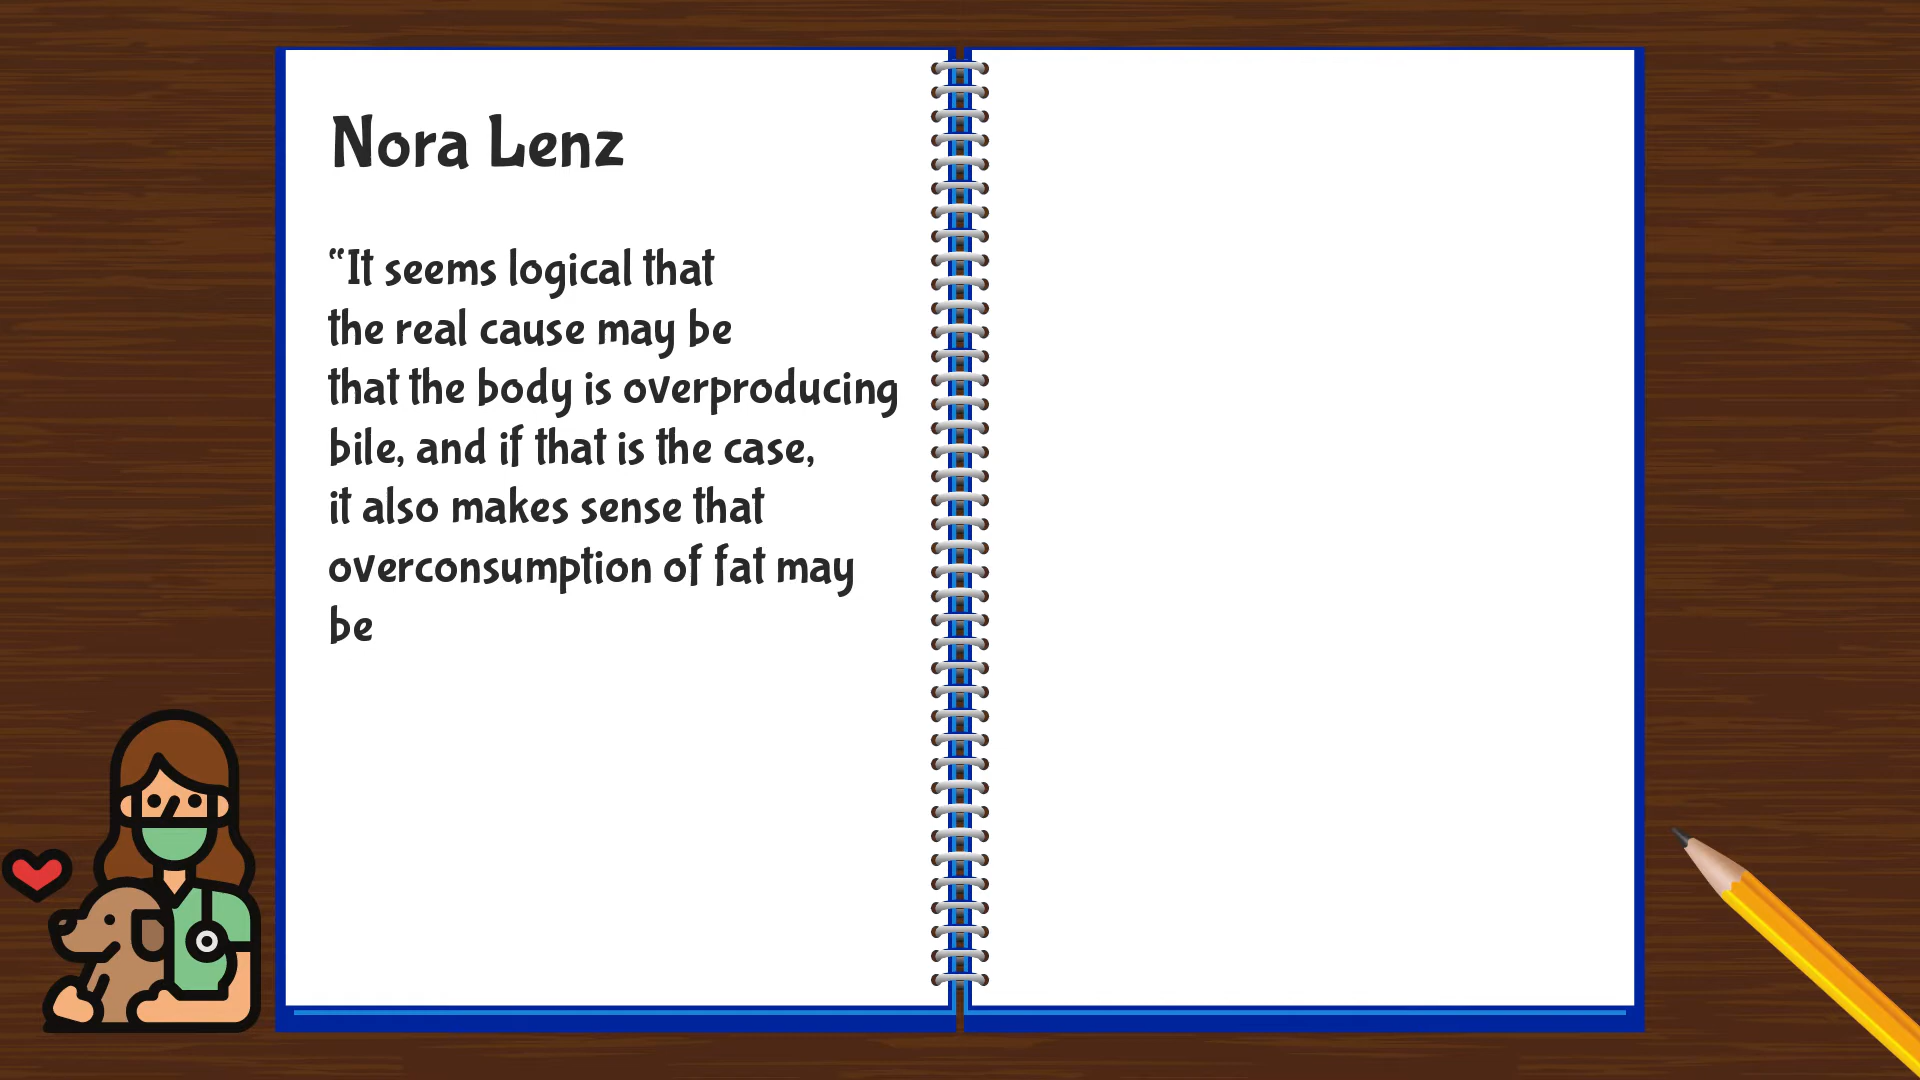 Nora Lenz
“It seems logical that
the real cause may be
that the body is overproducing
bile, and if that is the case,
it also makes sense that
overconsumption of fat may
be